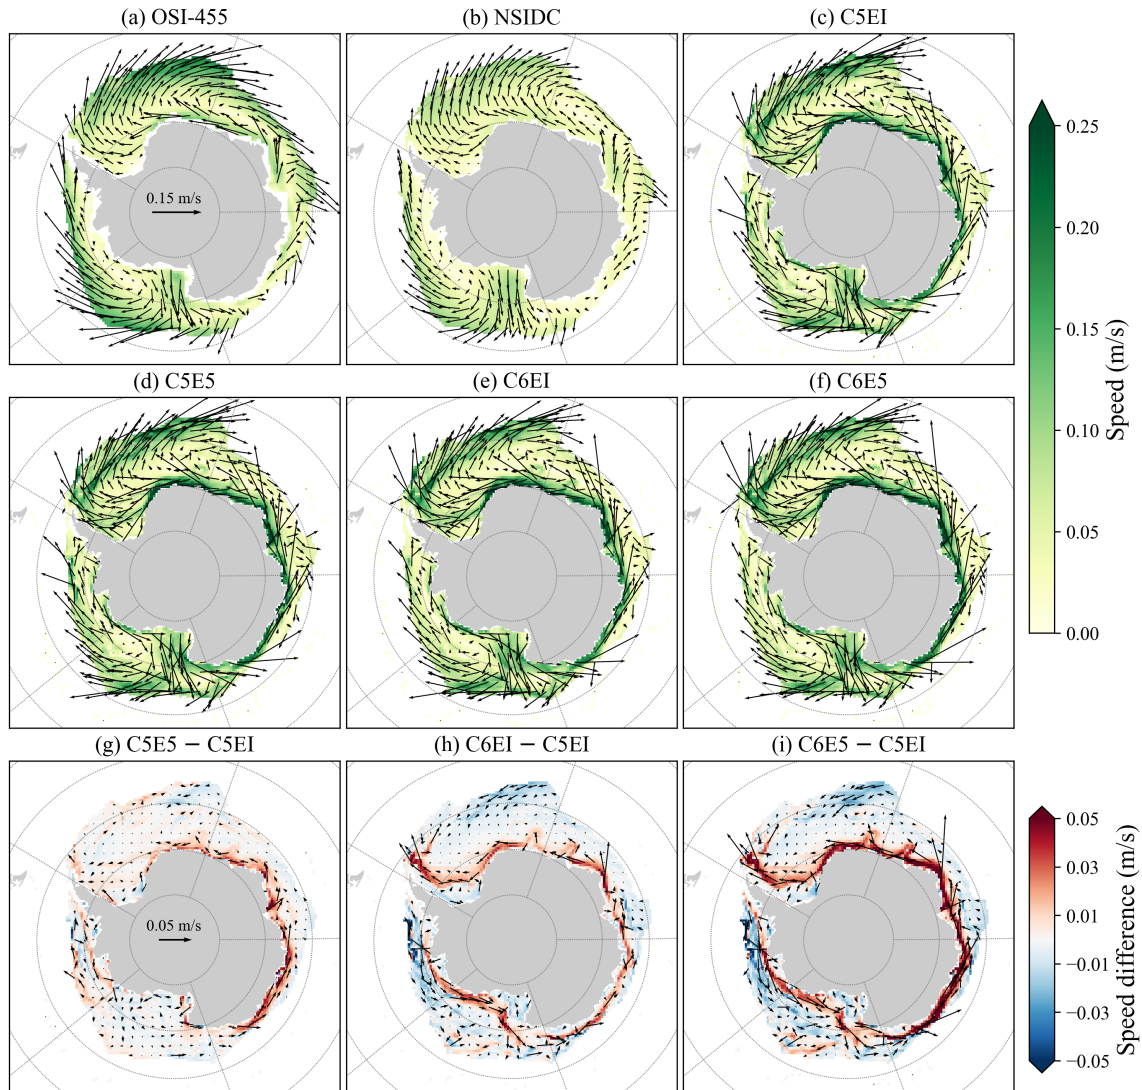 (a) OSI-455
(b) NSIDC
(c) C5EI
0.15 m/s
0.25
0.20
0.15
0.10
0.05
0.00
Speed (m/s)
(d) C5E5
(e) C6EI
(f) C6E5
(g) C5E5 − C5EI
(h) C6EI − C5EI
(i) C6E5 − C5EI
0.05 m/s
0.05
0.03
0.01
−0.01
−0.03
−0.05
Speed difference (m/s)